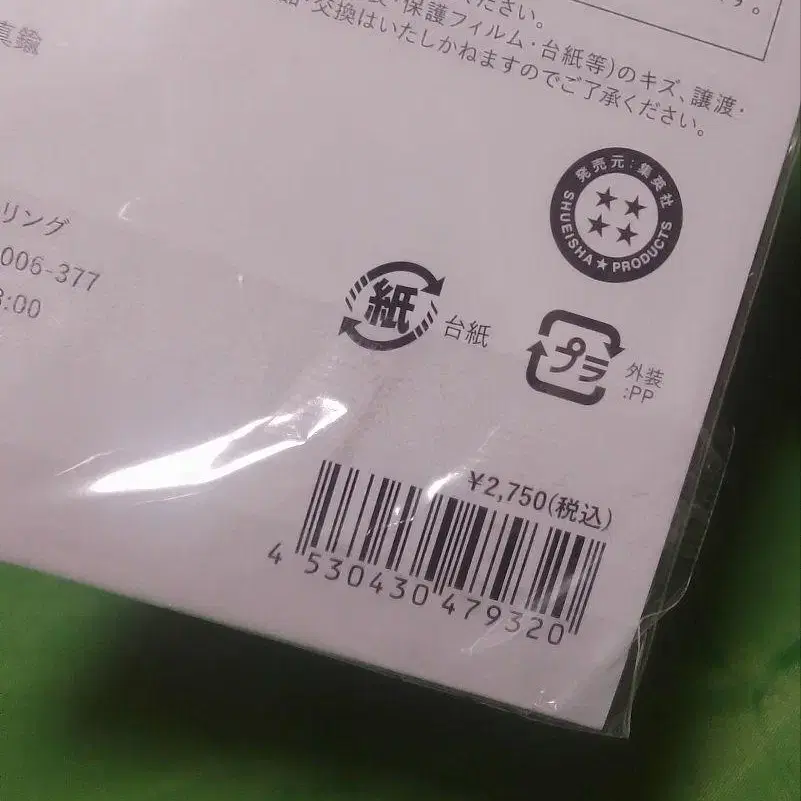 ください。
・保護フィルム・台紙等)のキズ、譲渡・
・交換はいたしかねますのでご了承ください。
真鍮
発売元：集英社
SHUEISHA★PRODUCTS
リング
006-377
:00
紙 台紙
プラ 外装
:PP
¥2,750(税込)
4 530430 479320